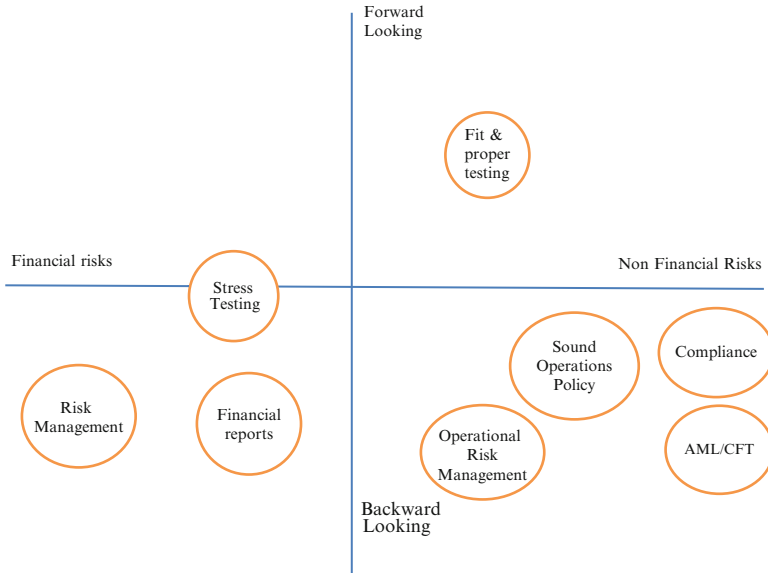 Forward
Looking
Fit &
proper
testing
Financial risks
Non Financial Risks
Stress
Testing
Sound
Operations
Policy
Compliance
Risk
Management
Financial
reports
Operational
Risk
Management
AML/CFT
Backward
Looking